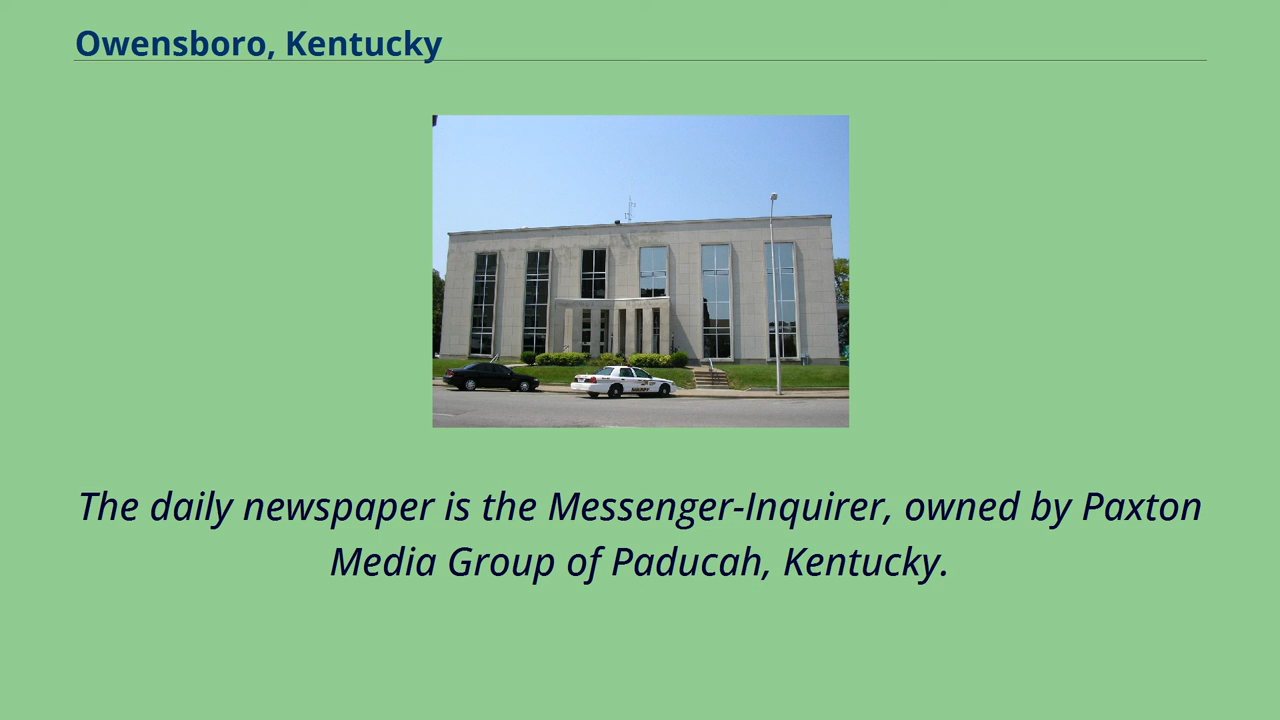 Owensboro, Kentucky
The daily newspaper is the Messenger-Inquirer, owned by Paxton
Media Group of Paducah, Kentucky.